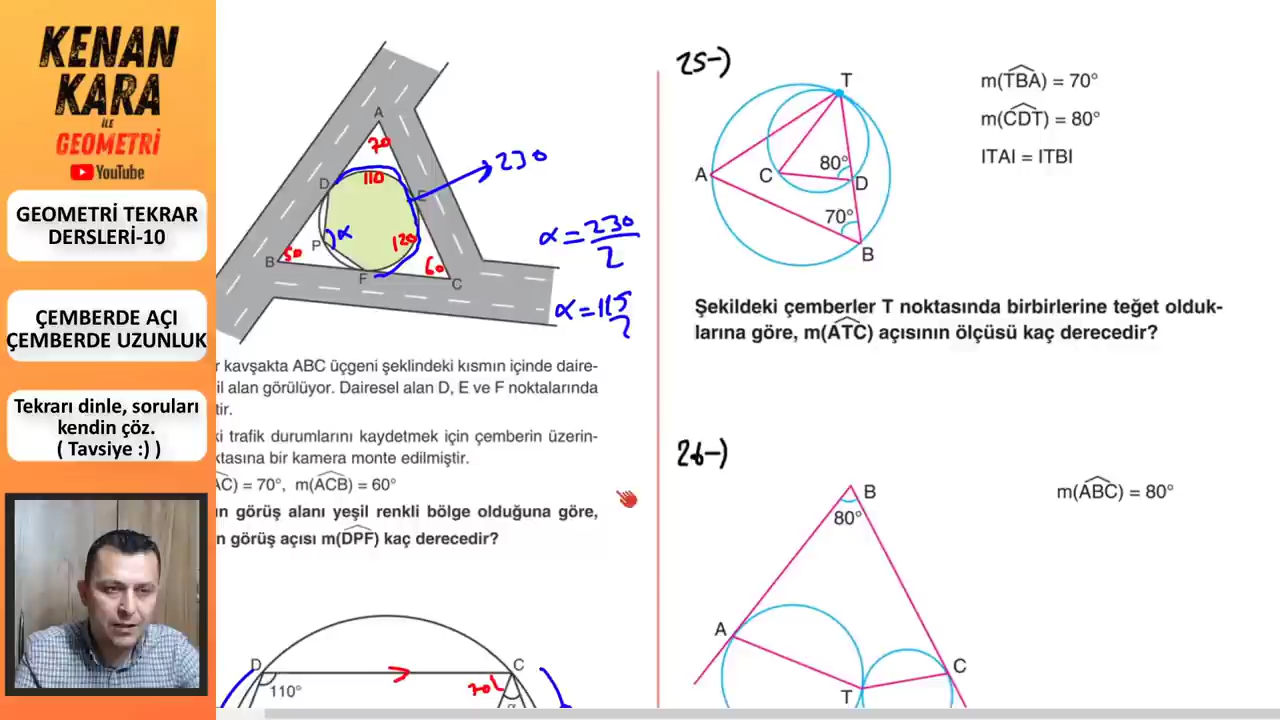 KENAN
KARA
İLE
GEOMETRİ
YouTube
GEOMETRİ TEKRAR
DERSLERİ-10
ÇEMBERDE AÇI
ÇEMBERDE UZUNLUK
Tekrarı dinle, soruları
kendin çöz.
( Tavsiye :) )
A
70
D
110
E
230
P
α
120
B
50
60
F
C
α = 230/2
α = 115/2
r kavşakta ABC üçgeni şeklindeki kısmın içinde daire-
il alan görülüyor. Dairesel alan D, E ve F noktalarında
tir.
ki trafik durumlarını kaydetmek için çemberin üzerin-
ktasına bir kamera monte edilmiştir.
AC) = 70°, m(ACB) = 60°
ın görüş alanı yeşil renkli bölge olduğuna göre,
n görüş açısı m(DPF) kaç derecedir?
D
C
110°
70
α
25-)
T
A
C
80°
D
70°
B
m(TBA) = 70°
m(CDT) = 80°
ITAI = ITBI
Şekildeki çemberler T noktasında birbirlerine teğet olduk-
larına göre, m(ATC) açısının ölçüsü kaç derecedir?
26-)
B
80°
m(ABC) = 80°
A
C
T